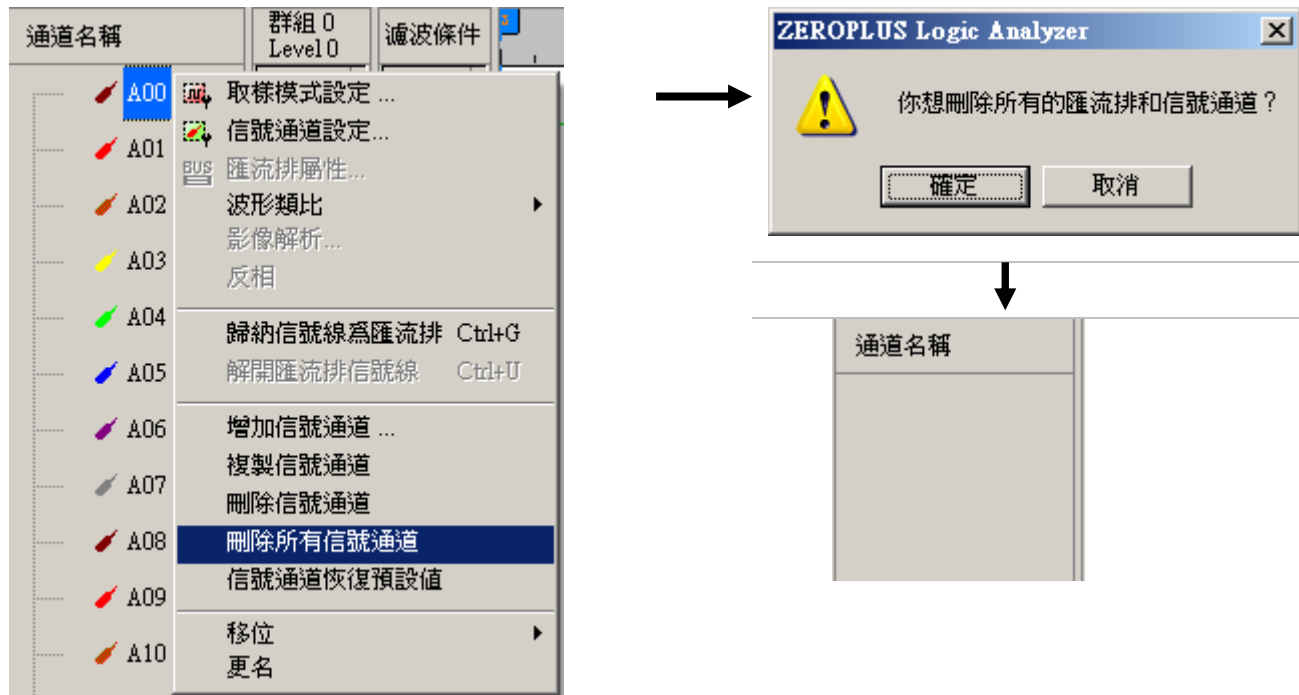 通道名稱
群組 0
Level 0
濾波條件
A00
A01
A02
A03
A04
A05
A06
A07
A08
A09
A10
取樣模式設定 ...
信號通道設定...
BUS 匯流排屬性...
波形類比
影像解析...
反相
歸納信號線為匯流排 Ctrl+G
解開匯流排信號線 Ctrl+U
增加信號通道 ...
複製信號通道
刪除信號通道
刪除所有信號通道
信號通道恢復預設值
移位
更名
ZEROPLUS Logic Analyzer
你想刪除所有的匯流排和信號通道？
確定
取消
通道名稱